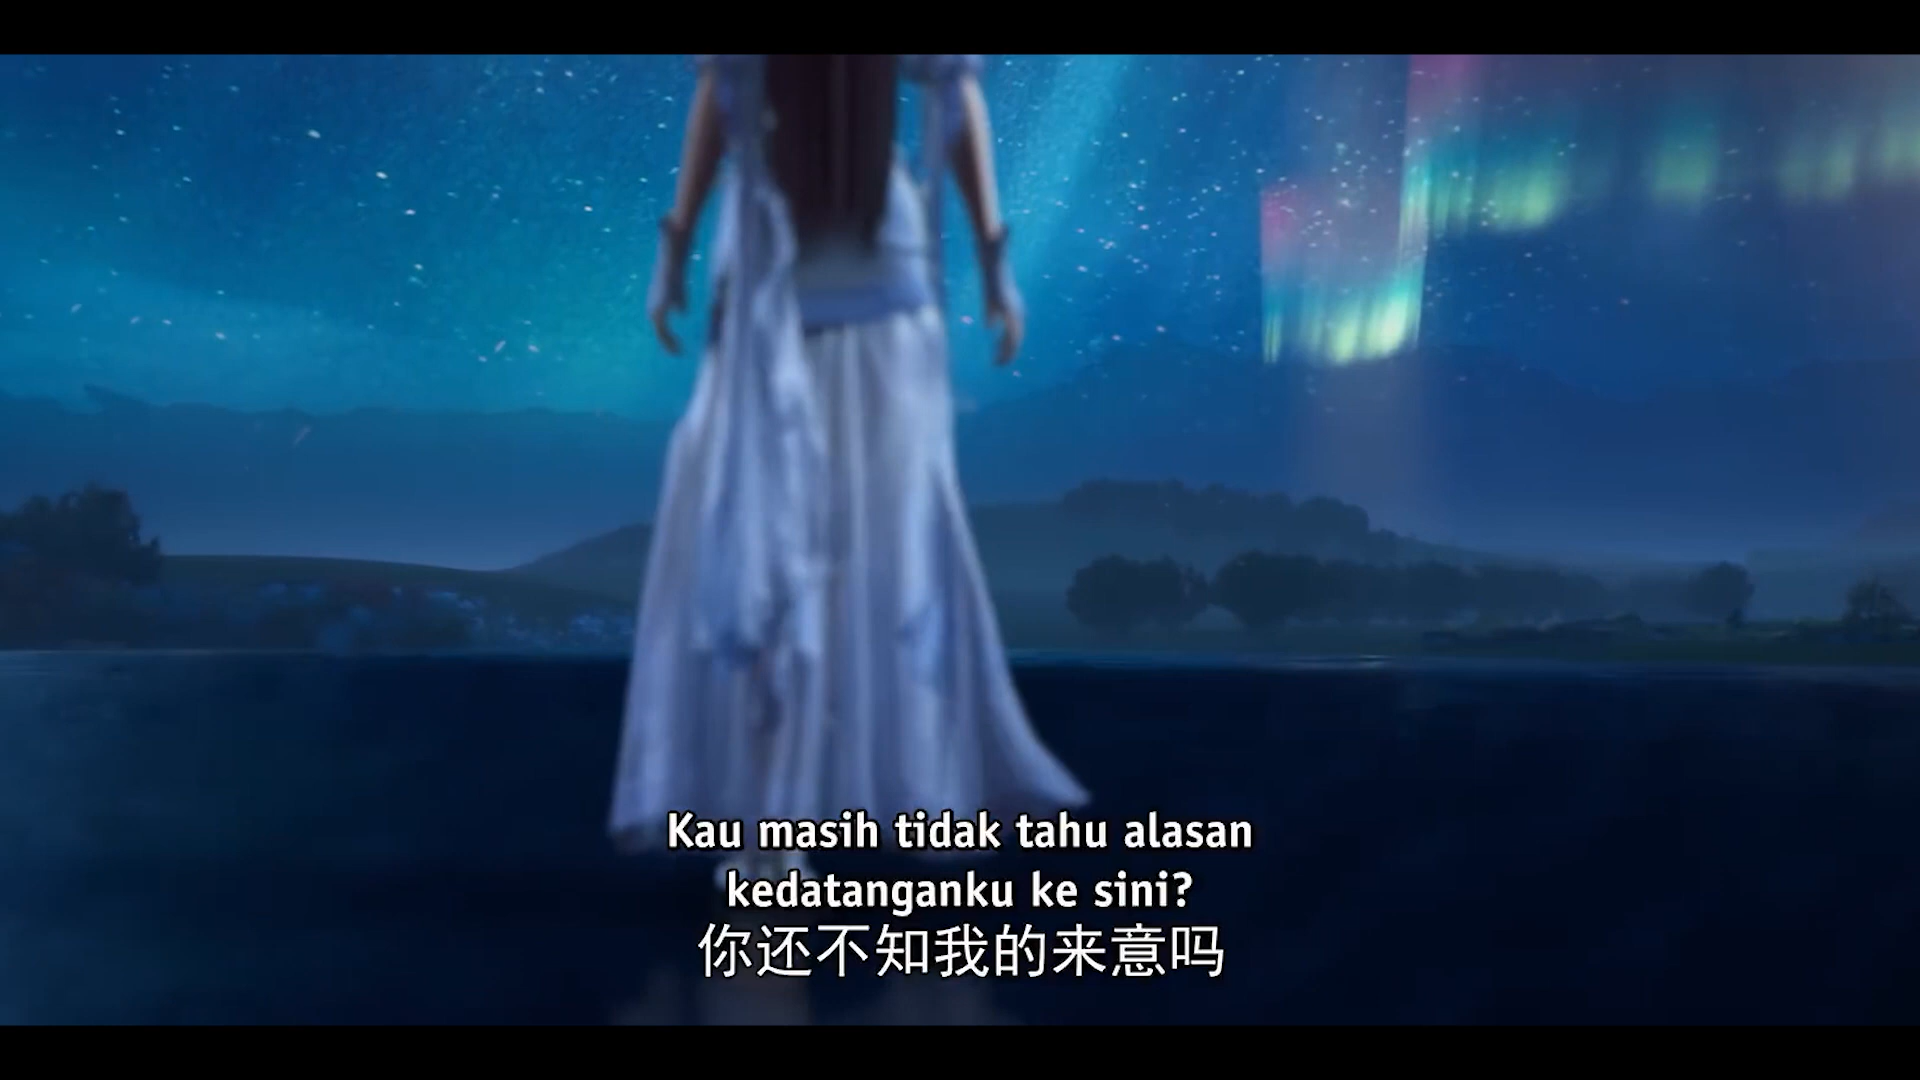 Kau masih tidak tahu alasan
kedatanganku ke sini?
你还不知我的来意吗